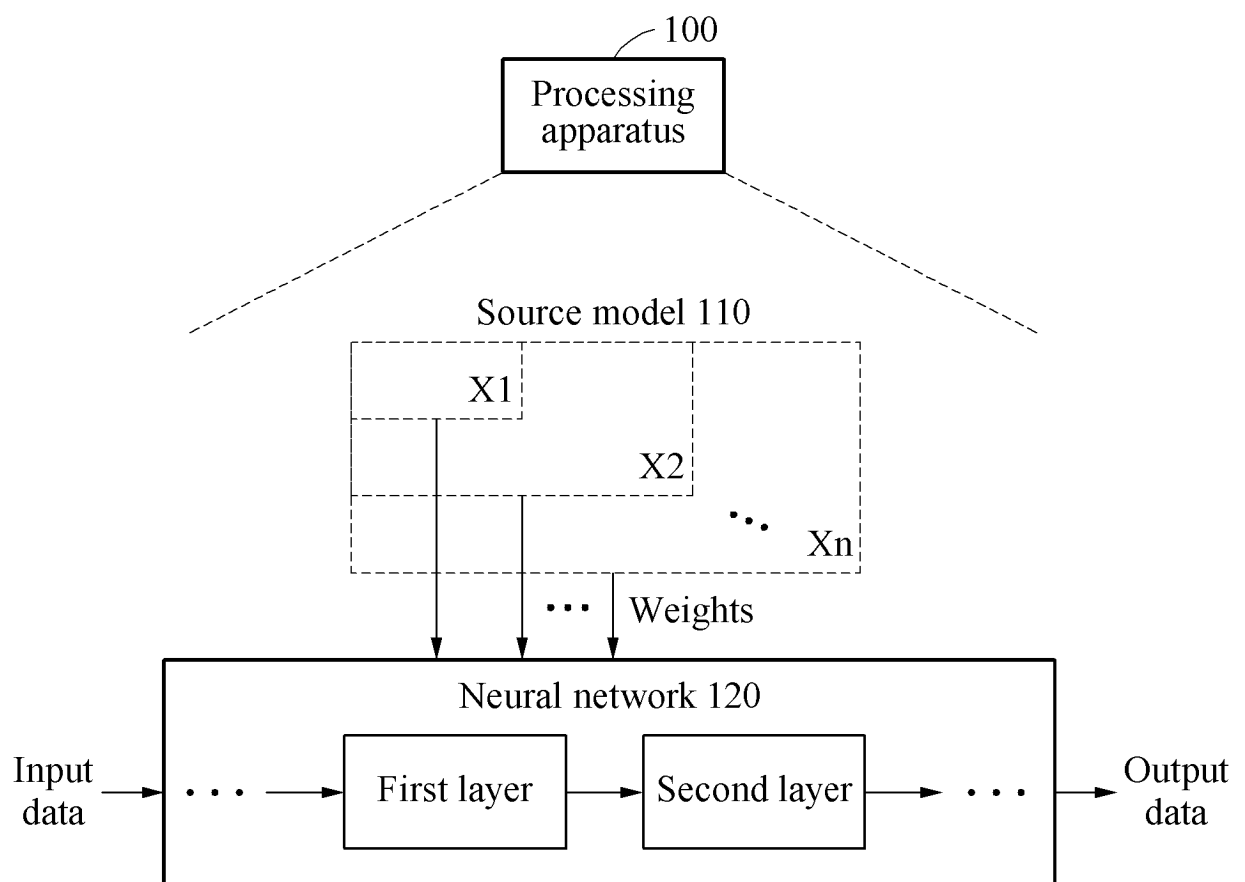 100
Processing
apparatus
Source model 110
X1
X2
Xn
Weights
Neural network 120
Input
data
First layer
Second layer
Output
data